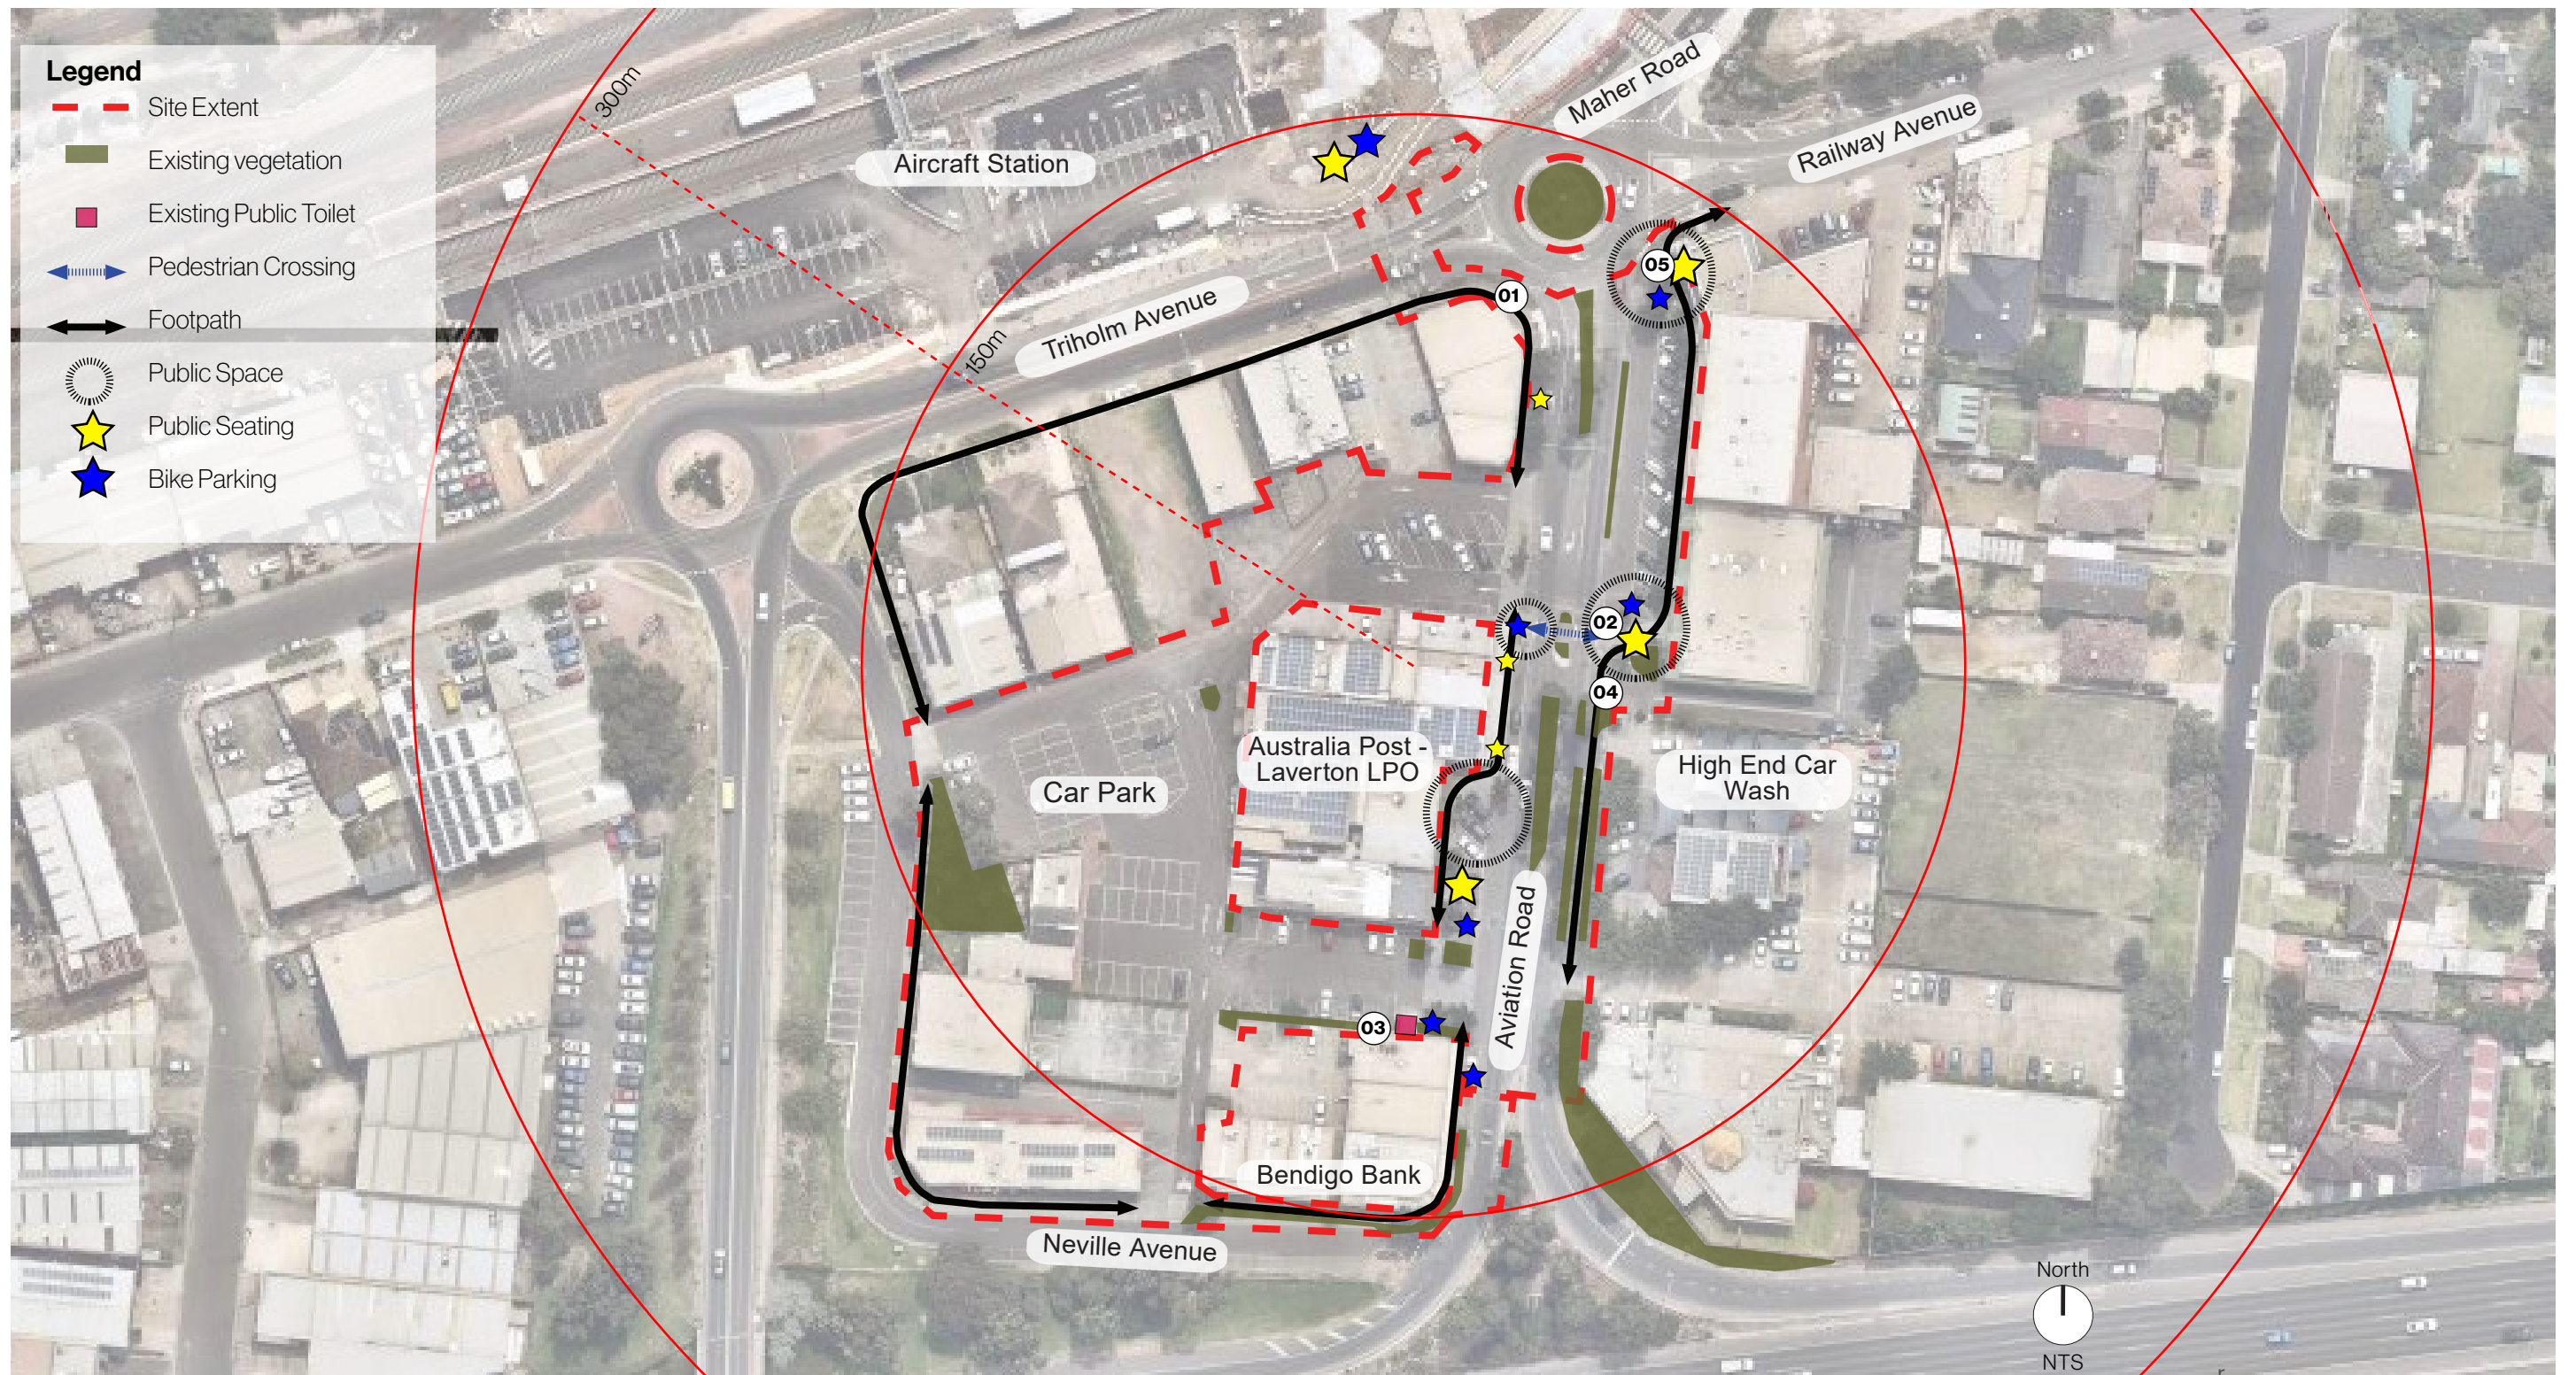 Legend
Site Extent
Existing vegetation
Existing Public Toilet
Pedestrian Crossing
Footpath
Public Space
Public Seating
Bike Parking
300m
150m
Aircraft Station
Maher Road
Railway Avenue
Triholm Avenue
01
05
02
04
Australia Post -
Laverton LPO
Car Park
High End Car
Wash
Aviation Road
03
Bendigo Bank
Neville Avenue
North
NTS